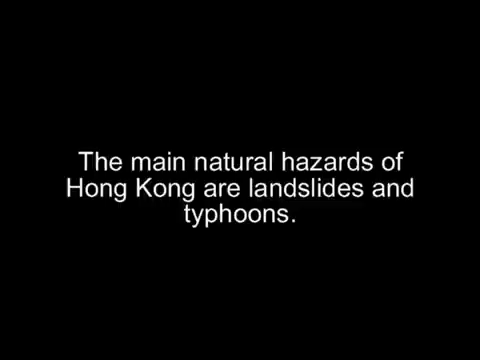 The main natural hazards of
Hong Kong are landslides and
typhoons.